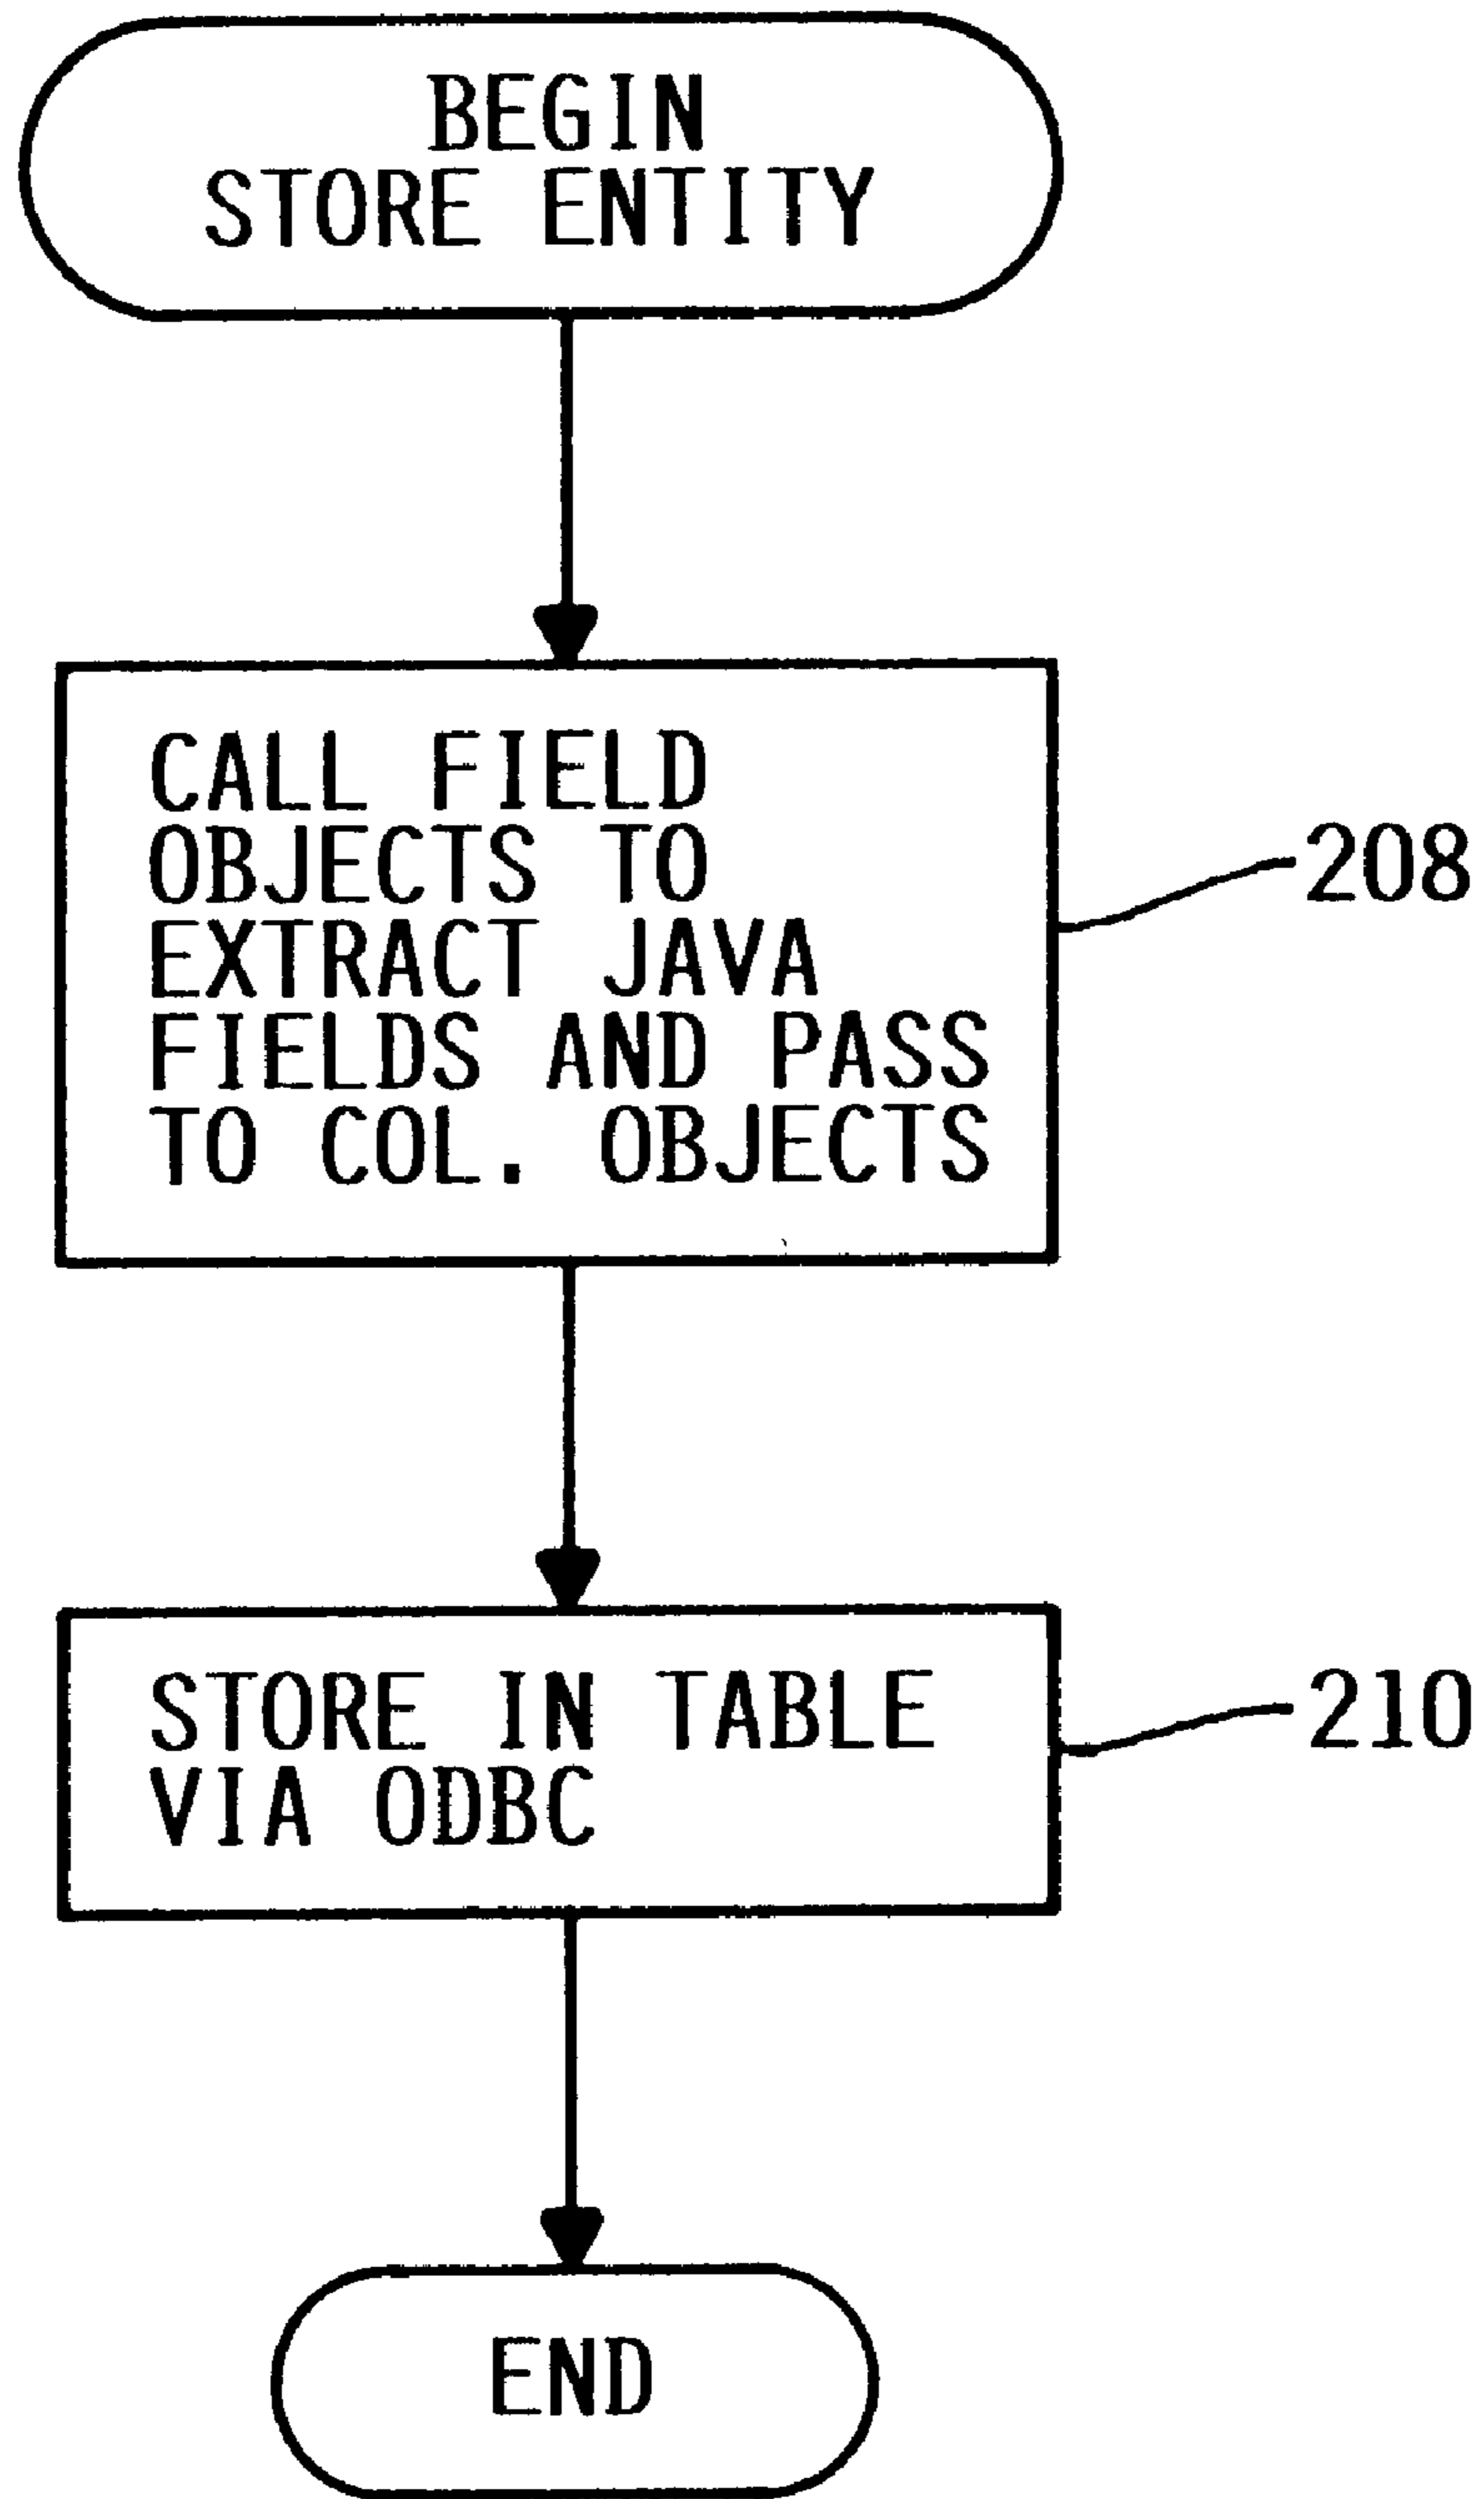 BEGIN
STORE ENTITY
CALL FIELD
OBJECTS TO
EXTRACT JAVA
FIELDS AND PASS
TO COL. OBJECTS
208
STORE IN TABLE
VIA ODBC
210
END